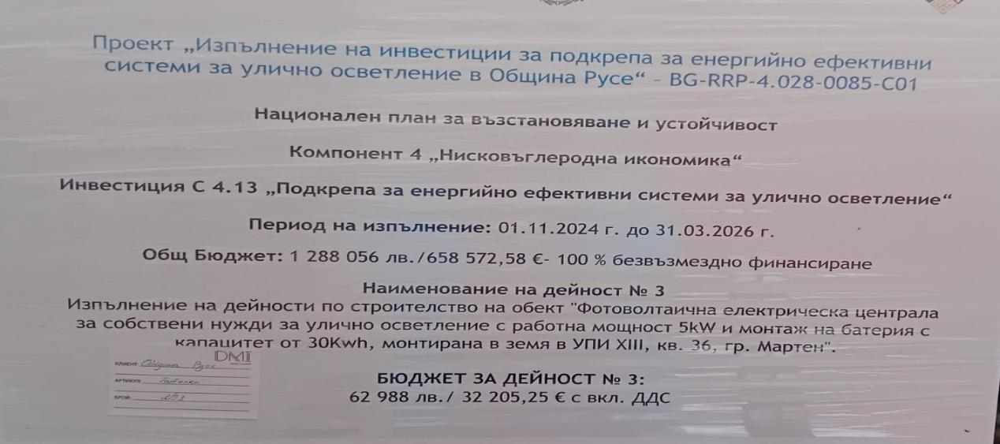 Проект „Изпълнение на инвестиции за подкрепа за енергийно ефективни
системи за улично осветление в Община Русе“ - BG-RRP-4.028-0085-C01
Национален план за възстановяване и устойчивост
Компонент 4 „Нисковъглеродна икономика“
Инвестиция С 4.13 „Подкрепа за енергийно ефективни системи за улично осветление“
Период на изпълнение: 01.11.2024 г. до 31.03.2026 г.
Общ Бюджет: 1 288 056 лв./658 572,58 €- 100 % безвъзмездно финансиране
Наименование на дейност № 3
Изпълнение на дейности по строителство на обект "Фотоволтаична електрическа централа
за собствени нужди за улично осветление с работна мощност 5kW и монтаж на батерия с
капацитет от 30Kwh, монтирана в земя в УПИ XIII, кв. 36, гр. Мартен".
DMI
КЛИЕНТ Община Русе
АРТИКУЛ Табелка
БРОЙ №3
БЮДЖЕТ ЗА ДЕЙНОСТ № 3:
62 988 лв./ 32 205,25 € с вкл. ДДС